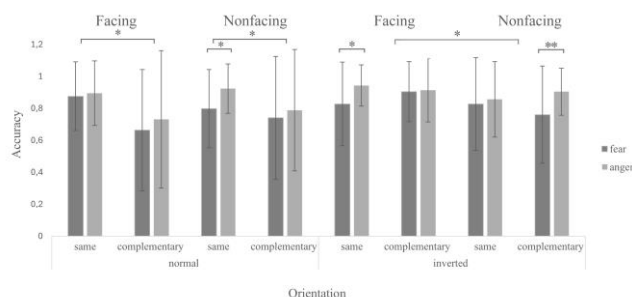 Facing Nonfacing Facing Nonfacing
* * * * * **
1,2
1
0,8
0,6
0,4
0,2
0
Accuracy
fear
anger
same complementary same complementary same complementary same complementary
normal inverted
Orientation